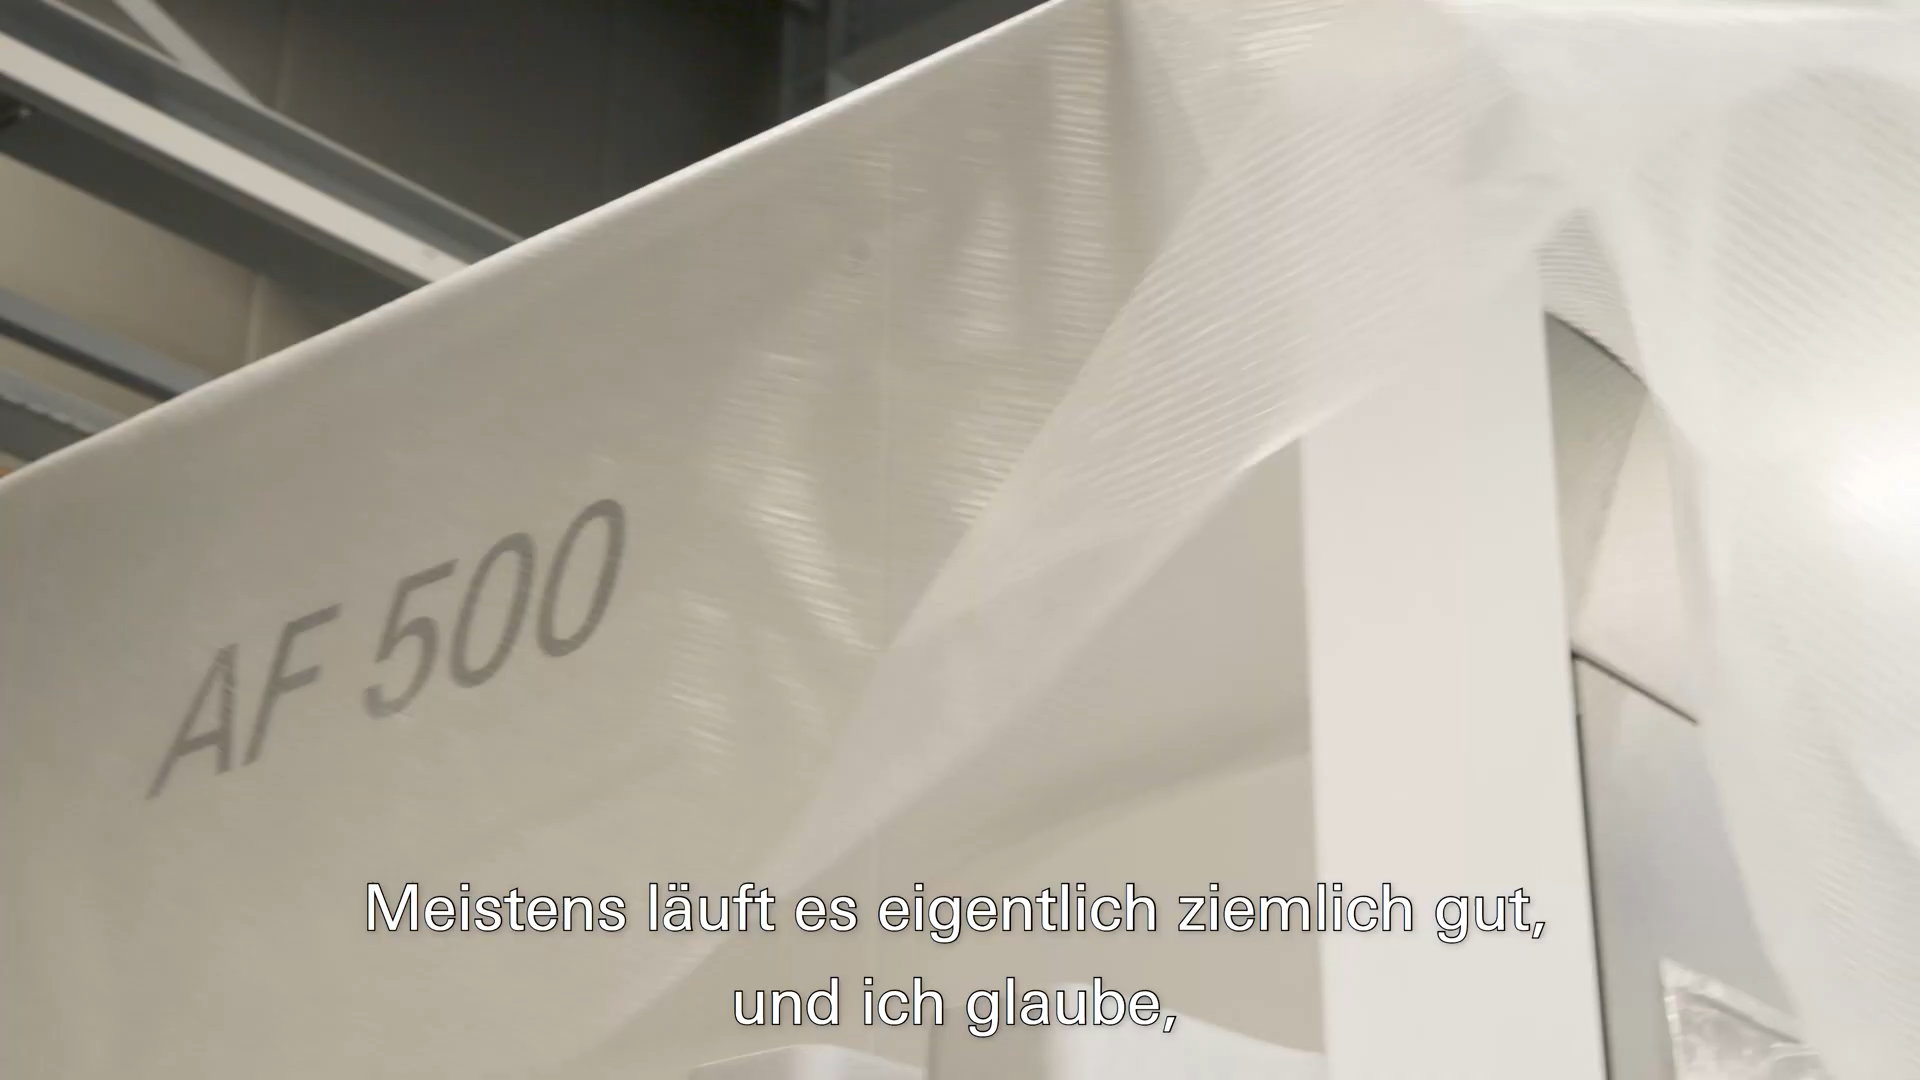 AF 500
Meistens läuft es eigentlich ziemlich gut,
und ich glaube,